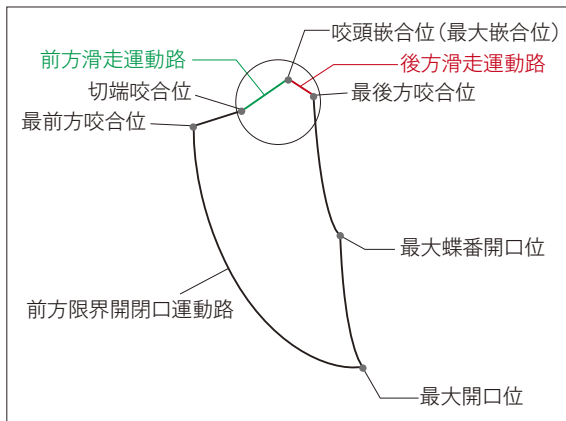 咬頭嵌合位(最大嵌合位)
前方滑走運動路
後方滑走運動路
切端咬合位
最後方咬合位
最前方咬合位
最大蝶番開口位
前方限界開閉口運動路
最大開口位